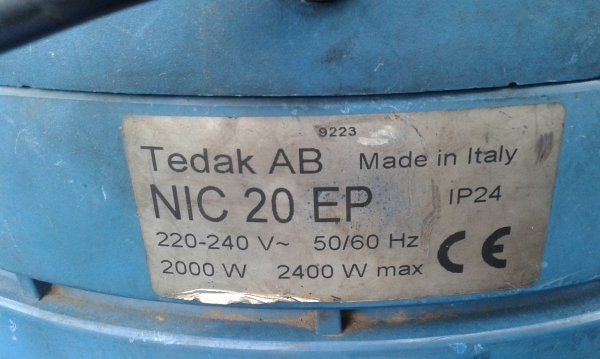 9223
Tedak AB Made in Italy
NIC 20 EP IP24
220-240 V~ 50/60 Hz
2000 W 2400 W max CE